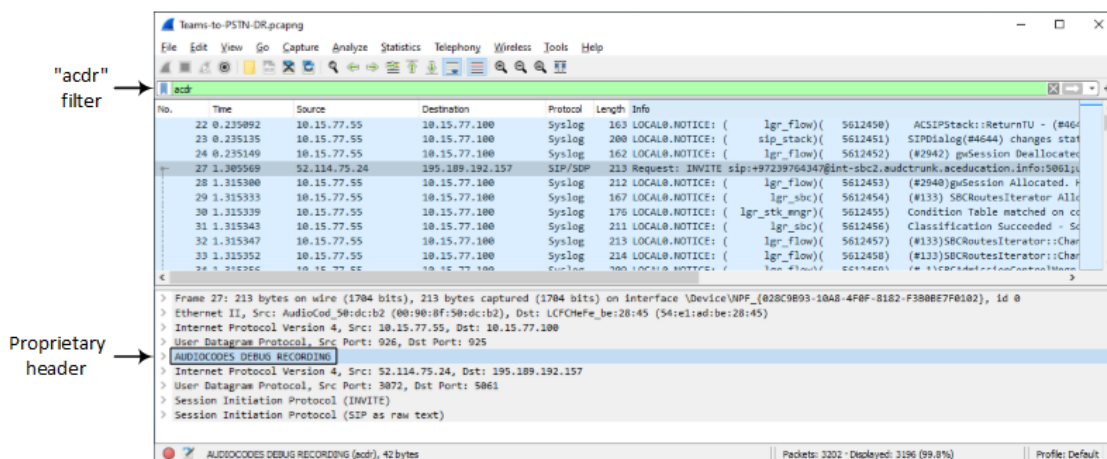 Teams-to-PSTN-DR.pcapng
File Edit View Go Capture Analyze Statistics Telephony Wireless Tools Help
"acdr"
filter
acdr
No. Time Source Destination Protocol Length Info
22 0.235092 10.15.77.55 10.15.77.100 Syslog 163 LOCAL0.NOTICE: ( lgr_flow)( 5612450) ACSIPStack::ReturnTU - (#464
23 0.235135 10.15.77.55 10.15.77.100 Syslog 200 LOCAL0.NOTICE: ( sip_stack)( 5612451) SIPDialog(#4644) changes stat
24 0.235149 10.15.77.55 10.15.77.100 Syslog 162 LOCAL0.NOTICE: ( lgr_flow)( 5612452) (#2942) gwSession Deallocated
27 1.305569 52.114.75.24 195.189.192.157 SIP/SDP 213 Request: INVITE sip:+97239764347@int-sbc2.audctrunk.aceducation.info:5061;u
28 1.315300 10.15.77.55 10.15.77.100 Syslog 212 LOCAL0.NOTICE: ( lgr_flow)( 5612453) (#2940)gwSession Allocated. H
29 1.315333 10.15.77.55 10.15.77.100 Syslog 167 LOCAL0.NOTICE: ( lgr_sbc)( 5612454) (#133) SBCRoutesIterator Allo
30 1.315339 10.15.77.55 10.15.77.100 Syslog 176 LOCAL0.NOTICE: ( lgr_stk_mngr)( 5612455) Condition Table matched on co
31 1.315343 10.15.77.55 10.15.77.100 Syslog 211 LOCAL0.NOTICE: ( lgr_sbc)( 5612456) Classification Succeeded - So
32 1.315347 10.15.77.55 10.15.77.100 Syslog 213 LOCAL0.NOTICE: ( lgr_flow)( 5612457) (#133)SBCRoutesIterator::Char
33 1.315352 10.15.77.55 10.15.77.100 Syslog 214 LOCAL0.NOTICE: ( lgr_flow)( 5612458) (#133)SBCRoutesIterator::Char
Frame 27: 213 bytes on wire (1704 bits), 213 bytes captured (1704 bits) on interface \Device\NPF_{028C9B93-10A8-4F0F-8182-F380BE7F0102}, id 0
Ethernet II, Src: AudioCod_50:dc:b2 (00:90:8f:50:dc:b2), Dst: LCFCHeFe_be:28:45 (54:e1:ad:be:28:45)
Internet Protocol Version 4, Src: 10.15.77.55, Dst: 10.15.77.100
User Datagram Protocol, Src Port: 926, Dst Port: 925
Proprietary
header
AUDIOCODES DEBUG RECORDING
Internet Protocol Version 4, Src: 52.114.75.24, Dst: 195.189.192.157
User Datagram Protocol, Src Port: 3072, Dst Port: 5061
Session Initiation Protocol (INVITE)
Session Initiation Protocol (SIP as raw text)
AUDIOCODES DEBUG RECORDING (acdr), 42 bytes Packets: 3202 · Displayed: 3196 (99.8%) Profile: Default